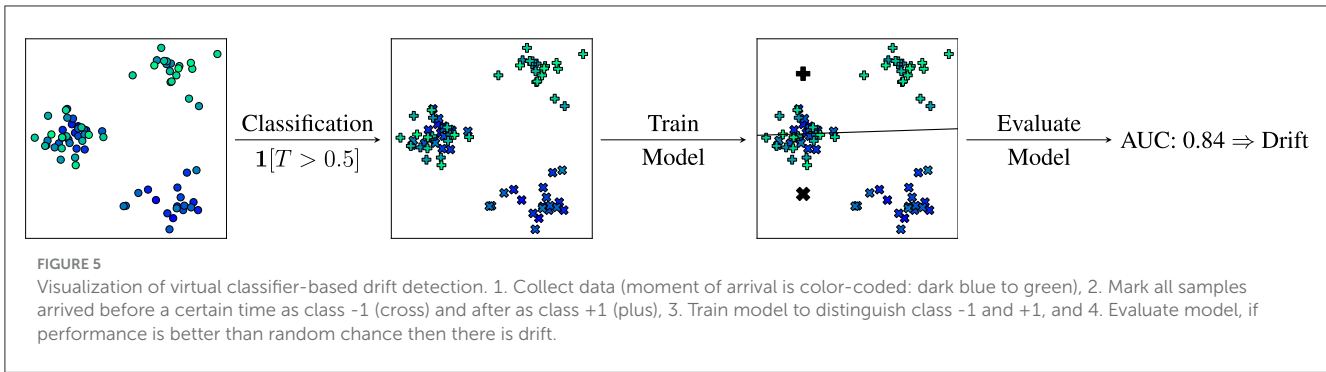 Classification
1[T > 0.5]
Train
Model
Evaluate
Model
AUC: 0.84 ⇒ Drift
FIGURE 5
Visualization of virtual classifier-based drift detection. 1. Collect data (moment of arrival is color-coded: dark blue to green), 2. Mark all samples
arrived before a certain time as class -1 (cross) and after as class +1 (plus), 3. Train model to distinguish class -1 and +1, and 4. Evaluate model, if
performance is better than random chance then there is drift.